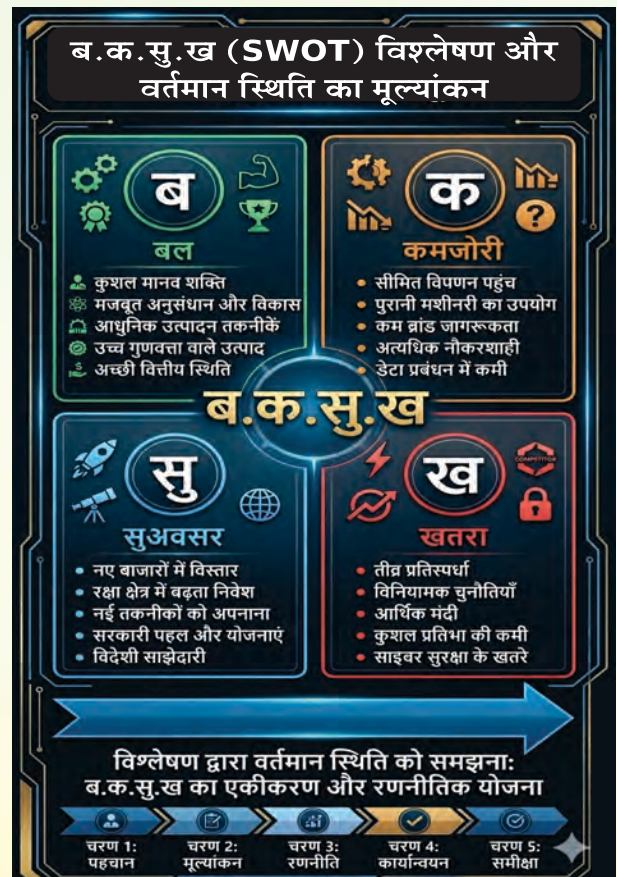 ब.क.सु.ख (SWOT) विश्लेषण और
वर्तमान स्थिति का मूल्यांकन
ब
बल
कुशल मानव शक्ति
मजबूत अनुसंधान और विकास
आधुनिक उत्पादन तकनीकें
उच्च गुणवत्ता वाले उत्पाद
अच्छी वित्तीय स्थिति
क
?
कमजोरी
सीमित विपणन पहुंच
पुरानी मशीनरी का उपयोग
कम ब्रांड जागरूकता
अत्यधिक नौकरशाही
डेटा प्रबंधन में कमी
ब.क.सु.ख
सु
सुअवसर
नए बाजारों में विस्तार
रक्षा क्षेत्र में बढ़ता निवेश
नई तकनीकों को अपनाना
सरकारी पहल और योजनाएं
विदेशी साझेदारी
ख
COMPETITOR
खतरा
तीव्र प्रतिस्पर्धा
विनियामक चुनौतियाँ
आर्थिक मंदी
कुशल प्रतिभा की कमी
साइबर सुरक्षा के खतरे
विश्लेषण द्वारा वर्तमान स्थिति को समझना:
ब.क.सु.ख का एकीकरण और रणनीतिक योजना
चरण 1:
पहचान
चरण 2:
मूल्यांकन
चरण 3:
रणनीति
चरण 4:
कार्यान्वयन
चरण 5:
समीक्षा